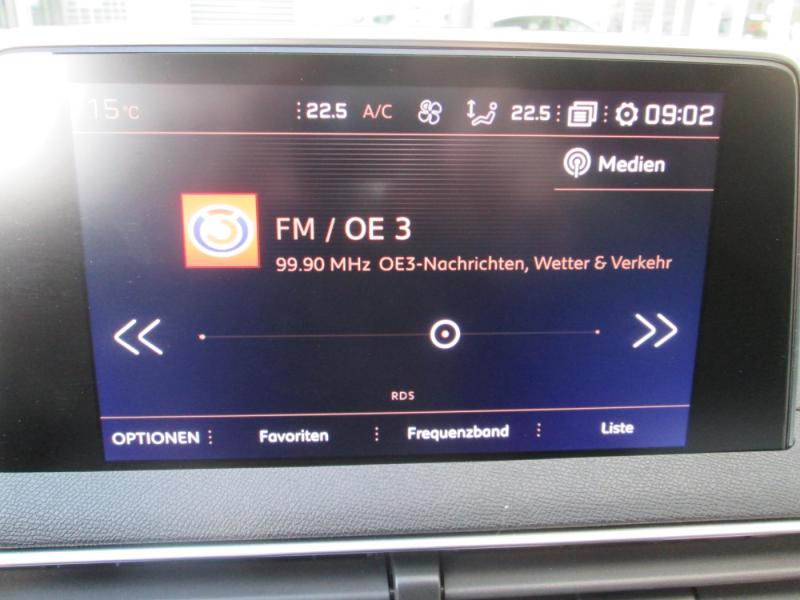 15°C 22.5 A/C 22.5 09:02
Medien
3
FM / OE 3
99.90 MHz OE3-Nachrichten, Wetter & Verkehr
RDS
OPTIONEN Favoriten Frequenzband Liste